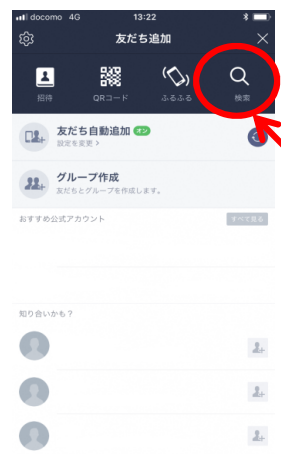 docomo 4G 13:22
友だち追加
招待 QRコード ふるふる 検索
友だち自動追加 オン
設定を変更 >
グループ作成
友だちとグループを作成します。
おすすめ公式アカウント すべて見る
知り合いかも？